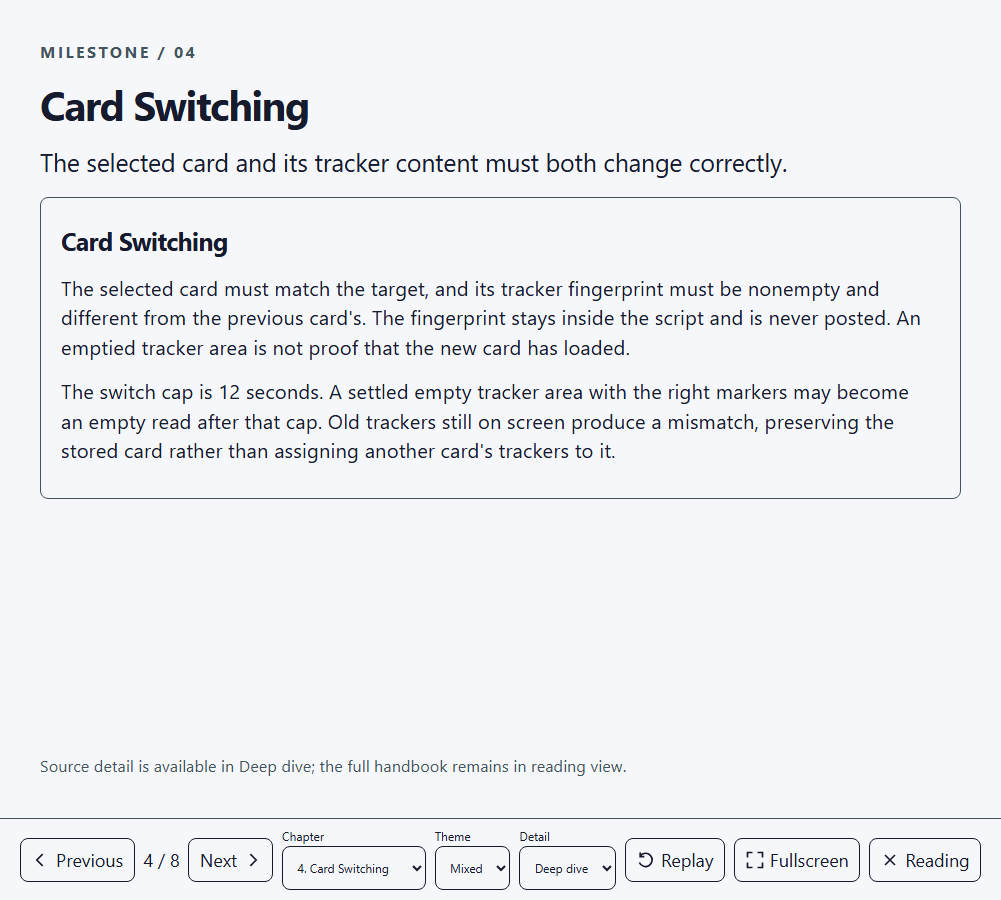 MILESTONE / 04
Card Switching
The selected card and its tracker content must both change correctly.
Card Switching
The selected card must match the target, and its tracker fingerprint must be nonempty and
different from the previous card's. The fingerprint stays inside the script and is never posted. An
emptied tracker area is not proof that the new card has loaded.
The switch cap is 12 seconds. A settled empty tracker area with the right markers may become
an empty read after that cap. Old trackers still on screen produce a mismatch, preserving the
stored card rather than assigning another card's trackers to it.
Source detail is available in Deep dive; the full handbook remains in reading view.
Chapter
Theme
Detail
Previous
4 / 8
Next
4. Card Switching
Mixed
Deep dive
Replay
Fullscreen
Reading